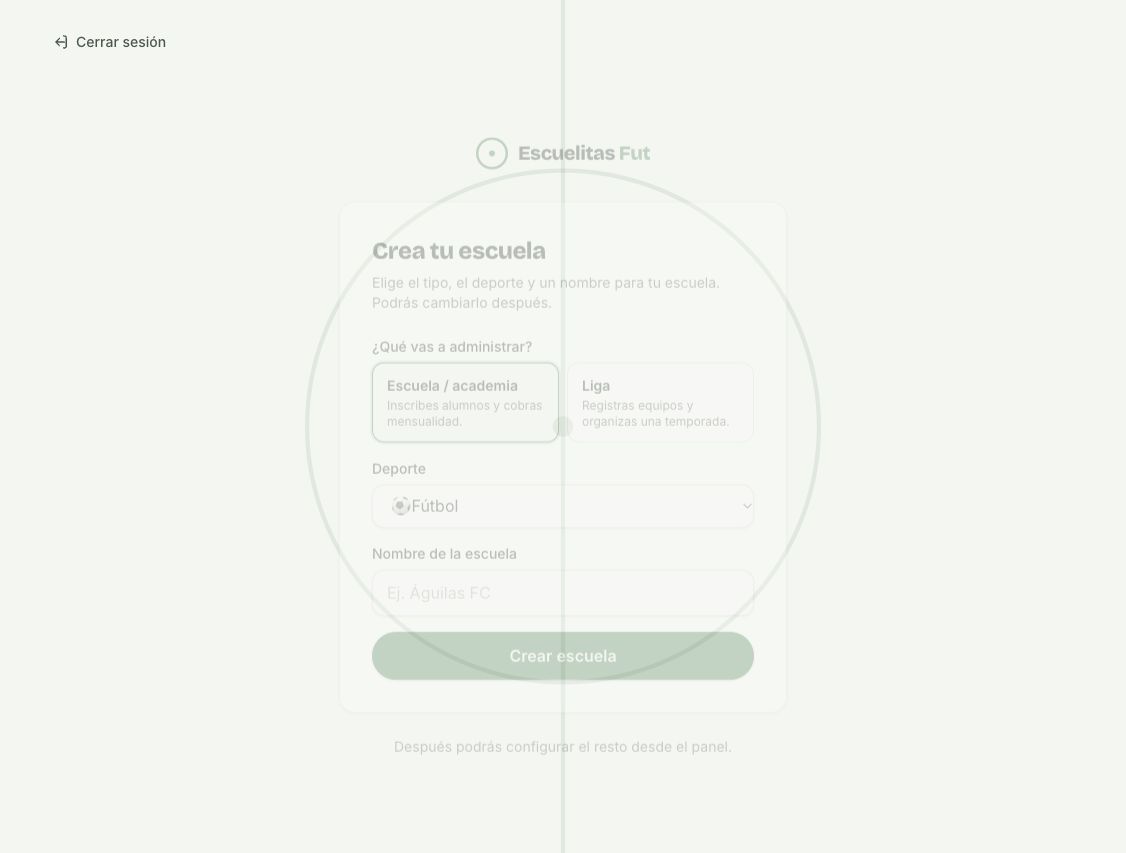 Cerrar sesión
Escuelitas Fut
Crea tu escuela
Elige el tipo, el deporte y un nombre para tu escuela.
Podrás cambiarlo después.
¿Qué vas a administrar?
Escuela / academia
Inscribes alumnos y cobras
mensualidad.
Liga
Registras equipos y
organizas una temporada.
Deporte
⚽Fútbol
Nombre de la escuela
Ej. Águilas FC
Crear escuela
Después podrás configurar el resto desde el panel.